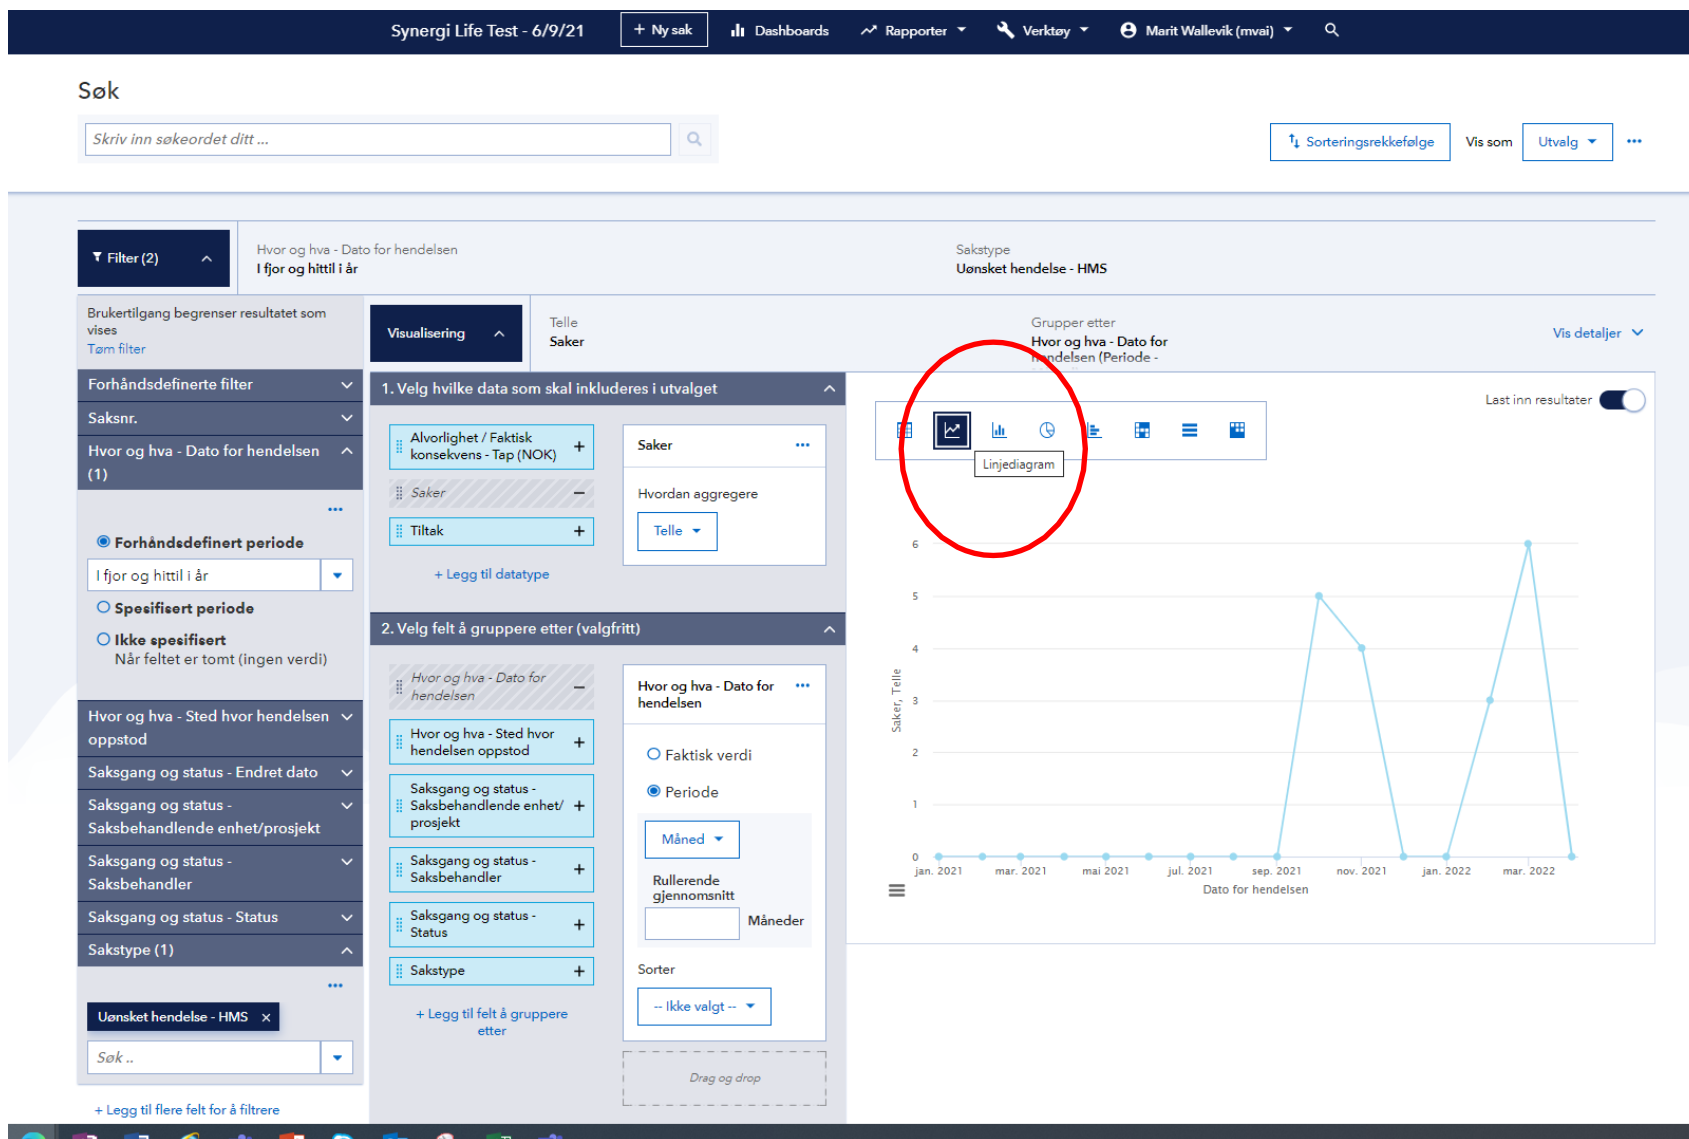 Synergi Life Test - 6/9/21
+ Ny sak
Dashboards
Rapporter
Verktøy
Marit Wallevik (mvai)
Søk
Skriv inn søkeordet ditt ...
Sorteringsrekkefølge
Vis som
Utvalg
Filter (2)
Hvor og hva - Dato for hendelsen
I fjor og hittil i år
Sakstype
Uønsket hendelse - HMS
Brukertilgang begrenser resultatet som
vises
Tøm filter
Visualisering
Telle
Saker
Grupper etter
Hvor og hva - Dato for
hendelsen (Periode -
Vis detaljer
Forhåndsdefinerte filter
Saksnr.
Hvor og hva - Dato for hendelsen
(1)
Forhåndsdefinert periode
I fjor og hittil i år
Spesifisert periode
Ikke spesifisert
Når feltet er tomt (ingen verdi)
Hvor og hva - Sted hvor hendelsen
oppstod
Saksgang og status - Endret dato
Saksgang og status -
Saksbehandlende enhet/prosjekt
Saksgang og status -
Saksbehandler
Saksgang og status - Status
Sakstype (1)
Uønsket hendelse - HMS ×
Søk ..
+ Legg til flere felt for å filtrere
1. Velg hvilke data som skal inkluderes i utvalget
Alvorlighet / Faktisk
konsekvens - Tap (NOK) +
Saker –
Tiltak +
+ Legg til datatype
Saker
Hvordan aggregere
Telle
2. Velg felt å gruppere etter (valgfritt)
Hvor og hva - Dato for
hendelsen –
Hvor og hva - Sted hvor
hendelsen oppstod +
Saksgang og status -
Saksbehandlende enhet/ +
prosjekt
Saksgang og status -
Saksbehandler +
Saksgang og status -
Status +
Sakstype +
+ Legg til felt å gruppere
etter
Hvor og hva - Dato for
hendelsen
Faktisk verdi
Periode
Måned
Rullerende
gjennomsnitt
Måneder
Sorter
-- Ikke valgt --
Drag og drop
Last inn resultater
Linjediagram
6
5
4
3
2
1
0
Saker, Telle
jan. 2021 mar. 2021 mai 2021 jul. 2021 sep. 2021 nov. 2021 jan. 2022 mar. 2022
Dato for hendelsen